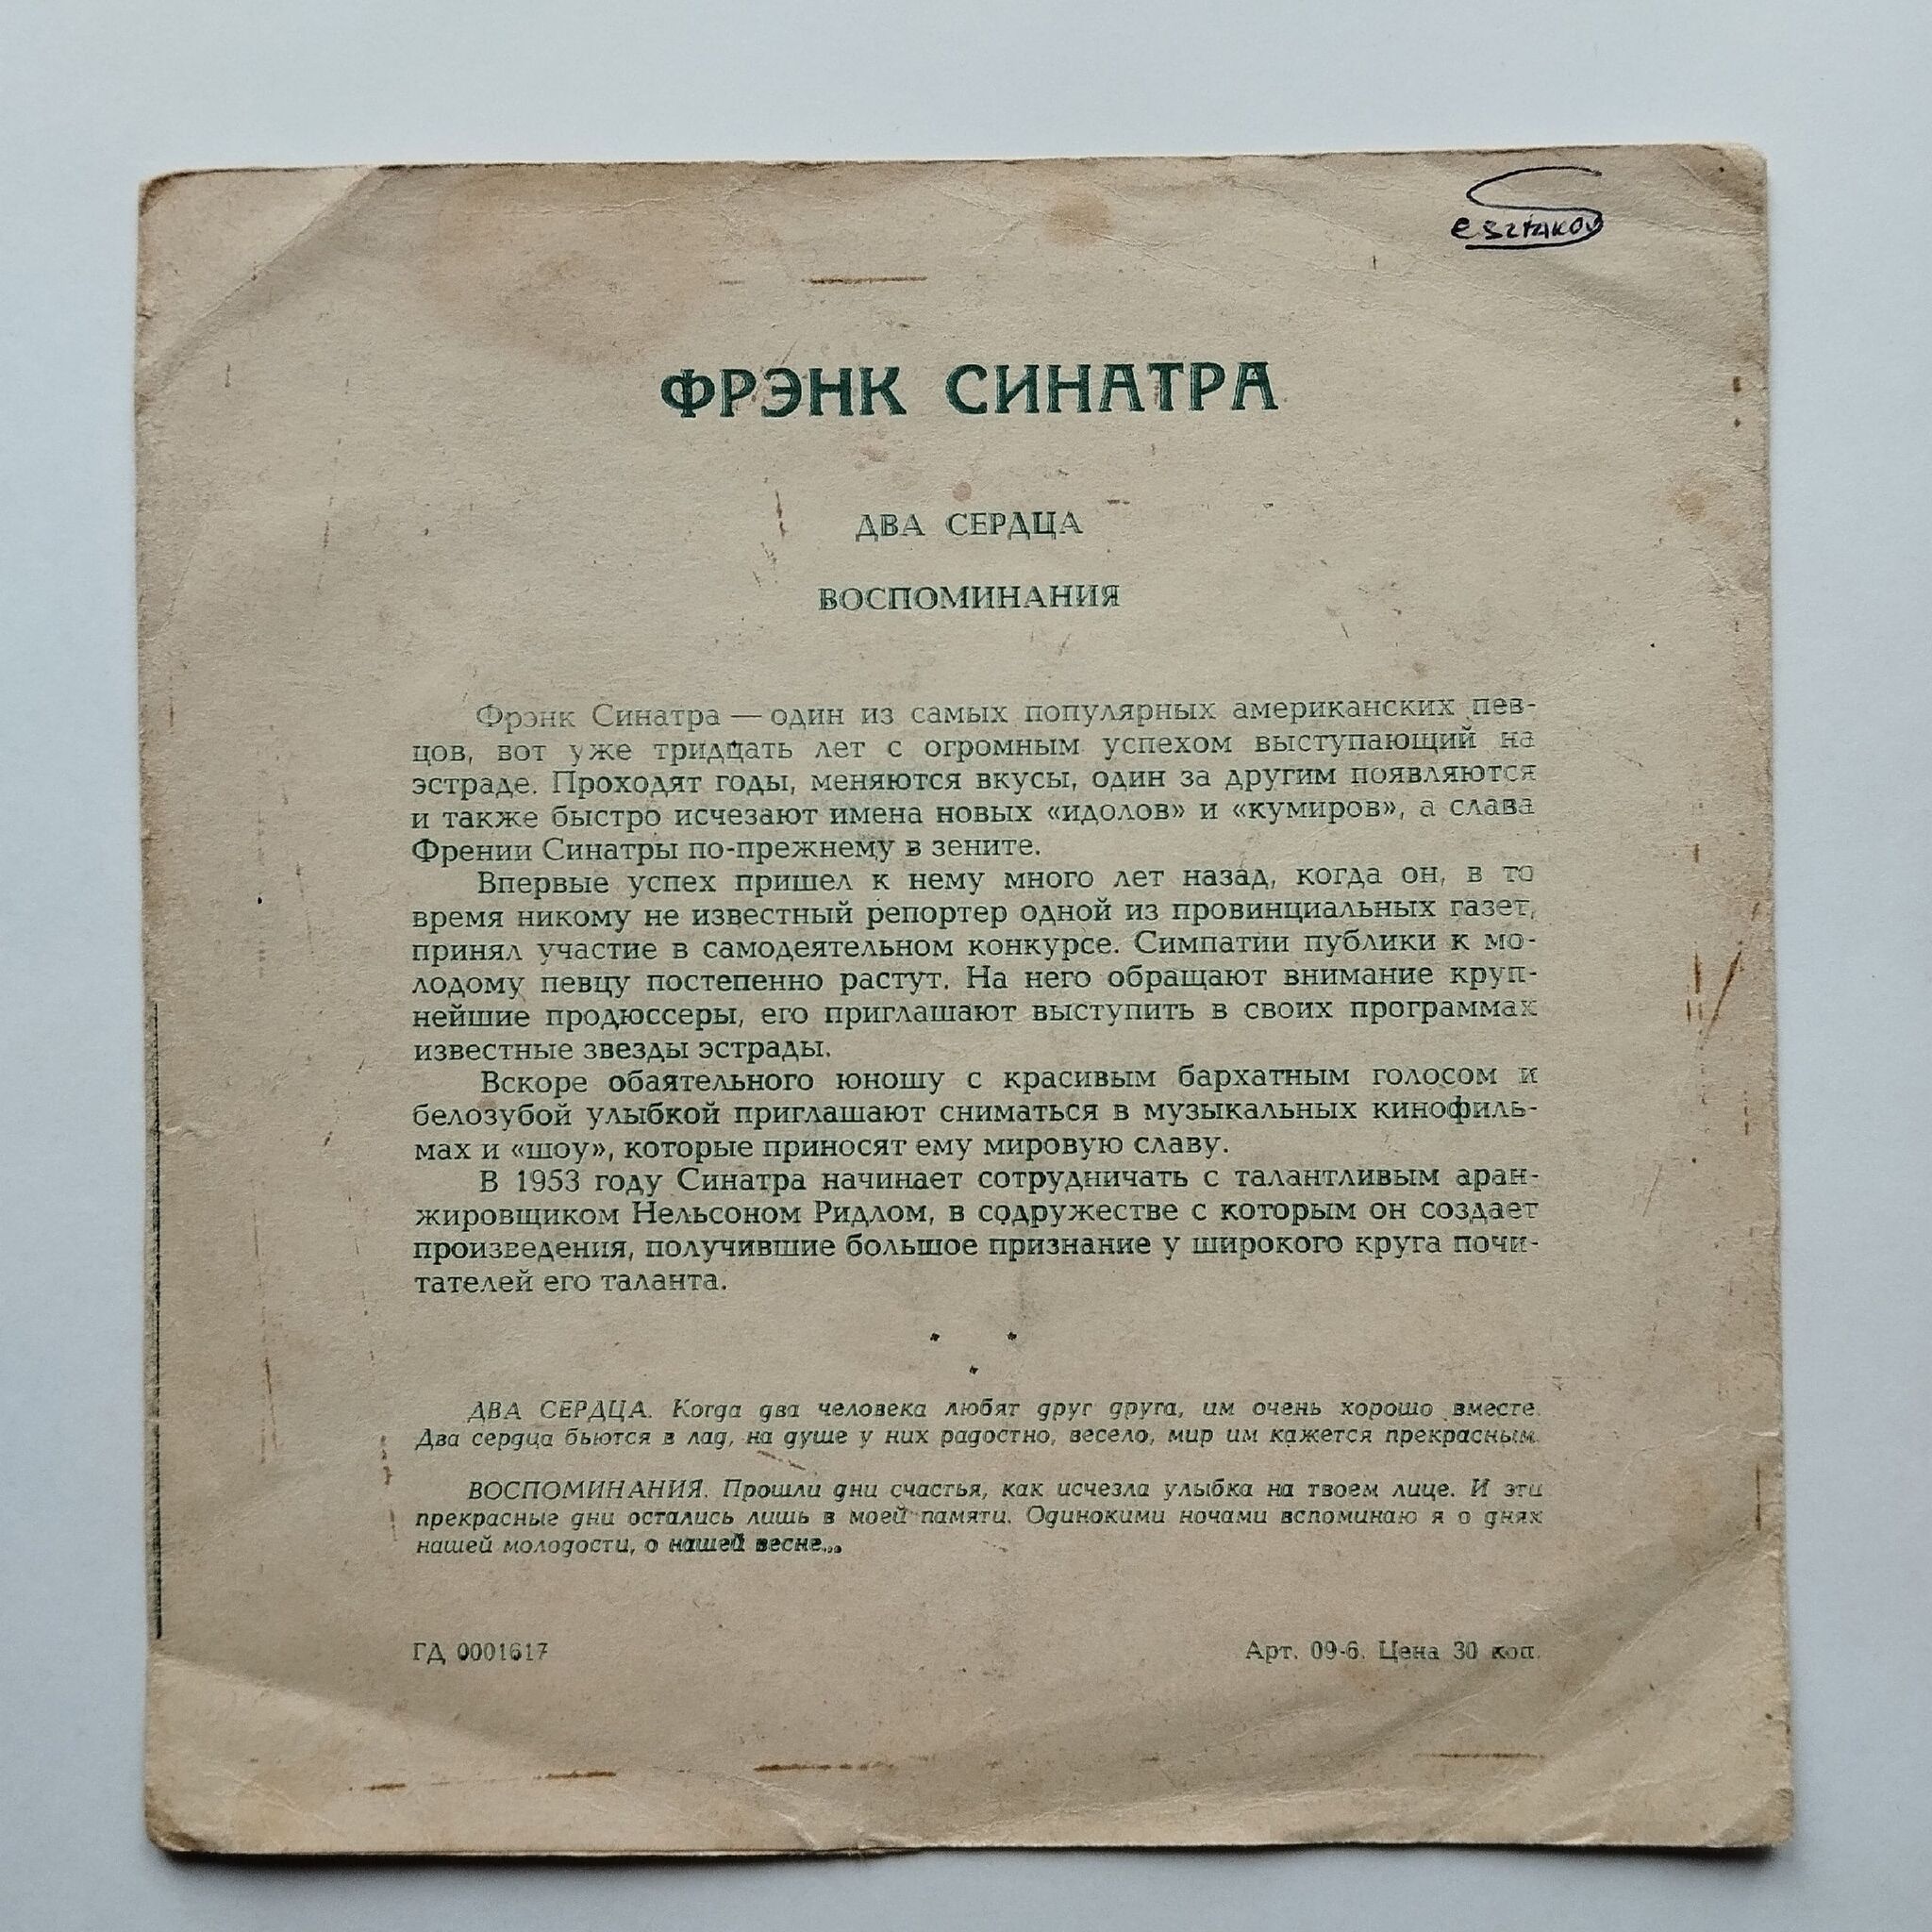 e SZTAKOV
ФРЭНК СИНАТРА
ДВА СЕРДЦА
ВОСПОМИНАНИЯ
Фрэнк Синатра — один из самых популярных американских пев-
цов, вот уже тридцать лет с огромным успехом выступающий на
эстраде. Проходят годы, меняются вкусы, один за другим появляются
и также быстро исчезают имена новых «идолов» и «кумиров», а слава
Френии Синатры по-прежнему в зените.
Впервые успех пришел к нему много лет назад, когда он, в то
время никому не известный репортер одной из провинциальных газет,
принял участие в самодеятельном конкурсе. Симпатии публики к мо-
лодому певцу постепенно растут. На него обращают внимание круп-
нейшие продюссеры, его приглашают выступить в своих программах
известные звезды эстрады.
Вскоре обаятельного юношу с красивым бархатным голосом и
белозубой улыбкой приглашают сниматься в музыкальных кинофиль-
мах и «шоу», которые приносят ему мировую славу.
В 1953 году Синатра начинает сотрудничать с талантливым аран-
жировщиком Нельсоном Ридлом, в содружестве с которым он создает
произведения, получившие большое признание у широкого круга почи-
тателей его таланта.
ДВА СЕРДЦА. Когда два человека любят друг друга, им очень хорошо вместе.
Два сердца бьются в лад, на душе у них радостно, весело, мир им кажется прекрасным.
ВОСПОМИНАНИЯ. Прошли дни счастья, как исчезла улыбка на твоем лице. И эти
прекрасные дни остались лишь в моей памяти. Одинокими ночами вспоминаю я о днях
нашей молодости, о нашей весне...
ГД 0001617
Арт. 09-6. Цена 30 коп.